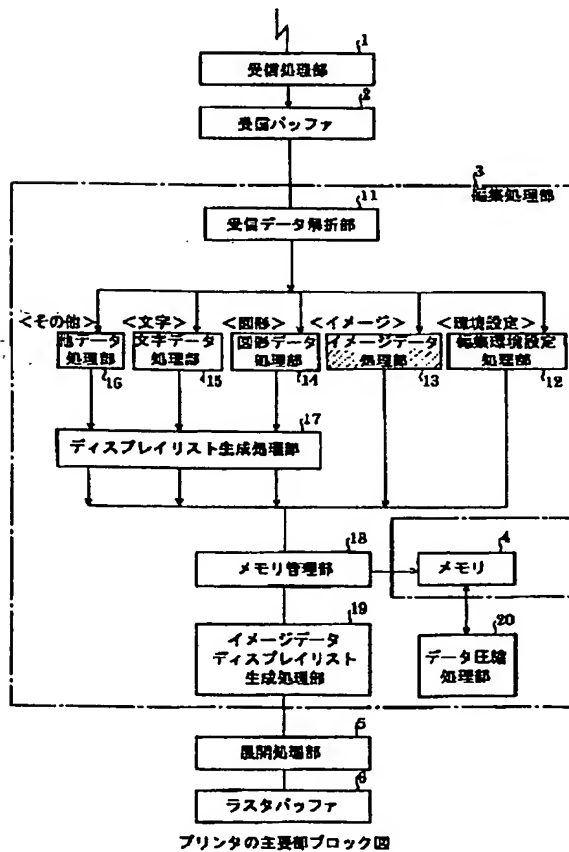 1
受信処理部
2
受信バッファ
3
編集処理部
11
受信データ解析部
<その他> <文字> <図形> <イメージ> <環境設定>
他データ
処理部
16
文字データ
処理部
15
図形データ
処理部
14
イメージデータ
処理部
13
編集環境設定
処理部
12
17
ディスプレイリスト生成処理部
18
メモリ管理部
4
メモリ
19
イメージデータ
ディスプレイリスト
生成処理部
20
データ圧縮
処理部
5
展開処理部
6
ラスタバッファ
プリンタの主要部ブロック図